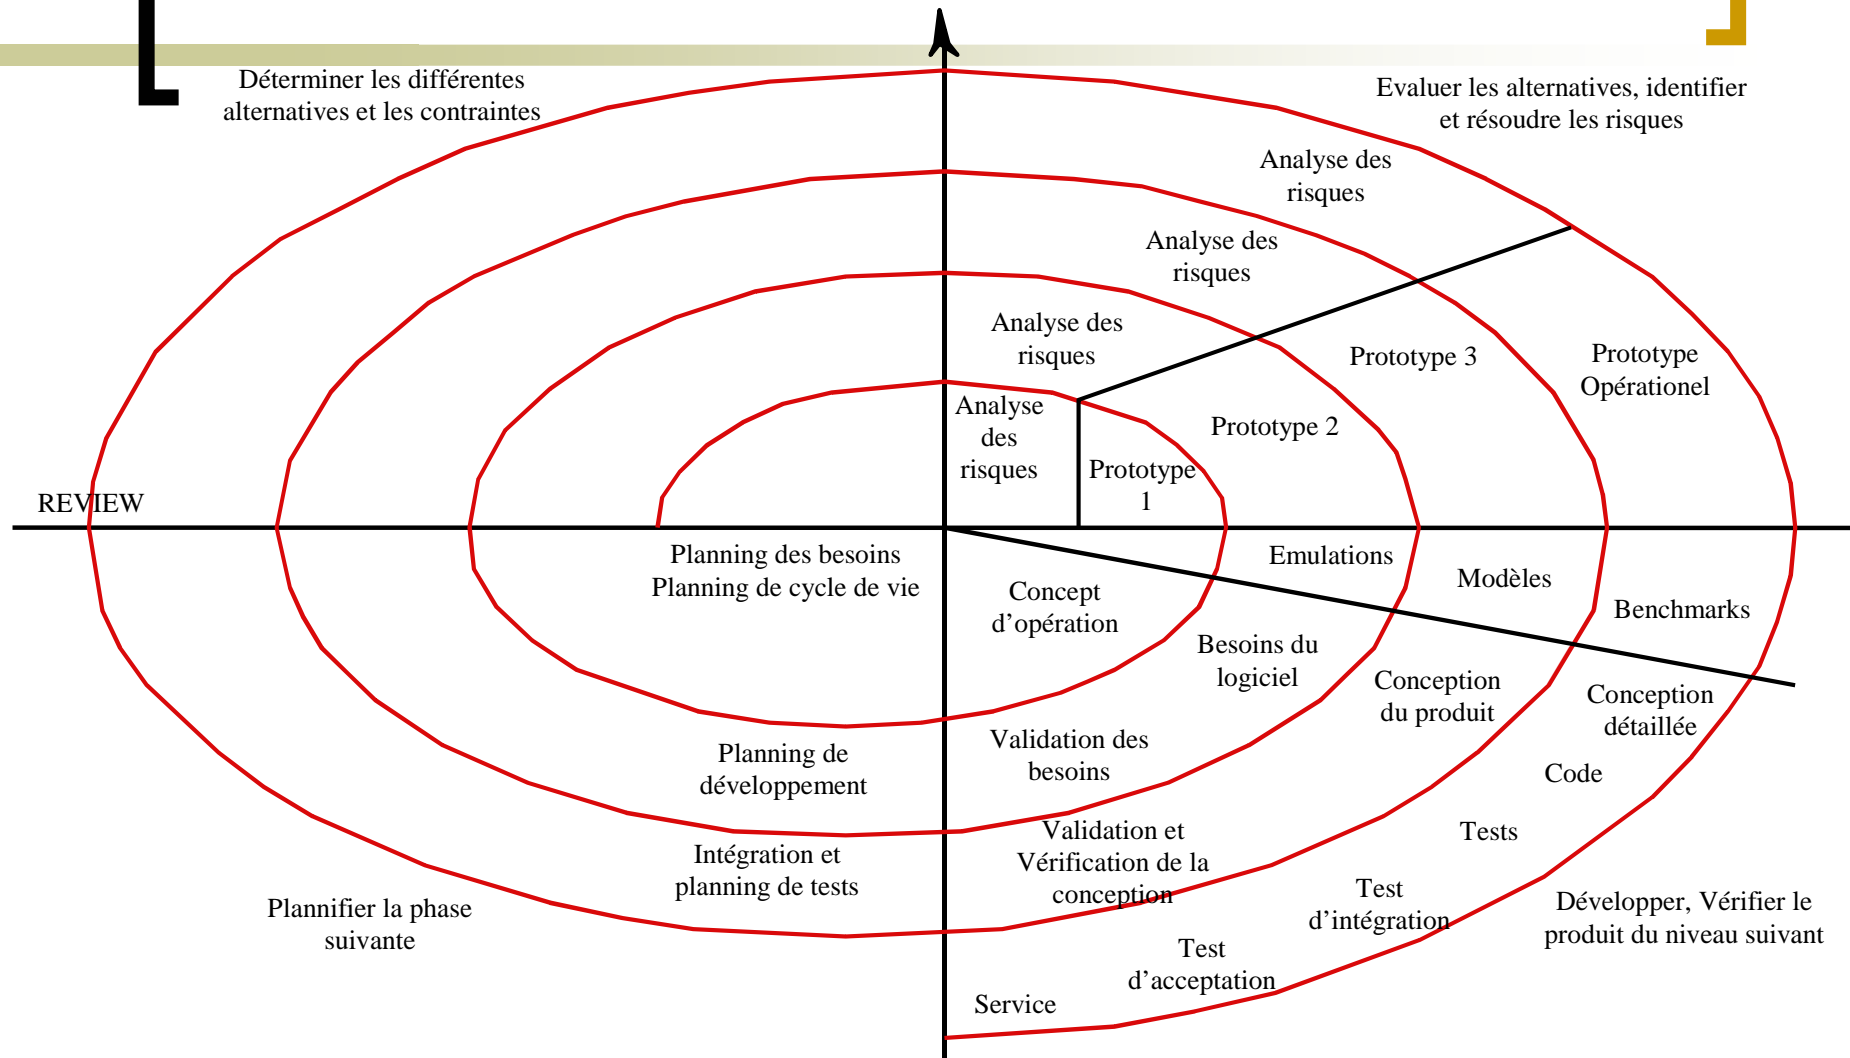 Déterminer les différentes
alternatives et les contraintes
Evaluer les alternatives, identifier
et résoudre les risques
Analyse des
risques
Analyse des
risques
Analyse des
risques
Analyse
des
risques
Prototype
1
Prototype 2
Prototype 3
Prototype
Opérationel
REVIEW
Planning des besoins
Planning de cycle de vie
Concept
d’opération
Emulations
Modèles
Benchmarks
Besoins du
logiciel
Conception
du produit
Conception
détaillée
Code
Tests
Planning de
développement
Validation des
besoins
Intégration et
planning de tests
Validation et
Vérification de la
conception
Test
d’intégration
Test
d’acceptation
Service
Plannifier la phase
suivante
Développer, Vérifier le
produit du niveau suivant